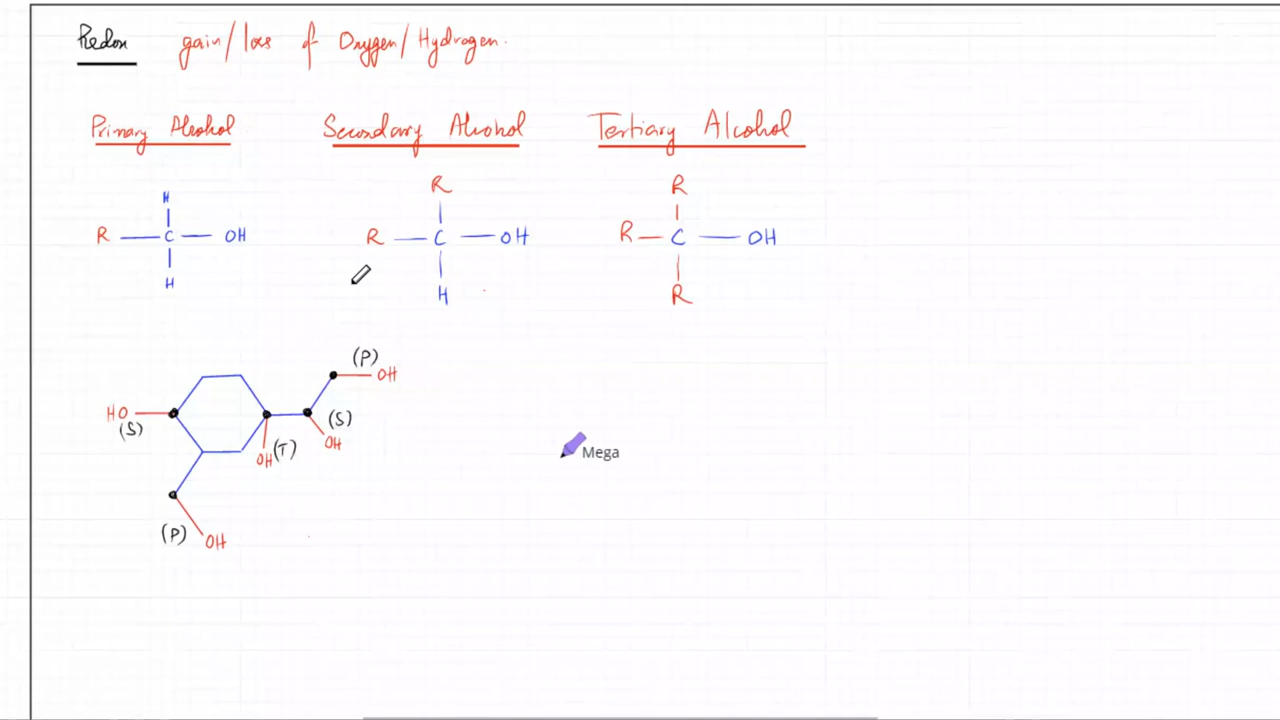 Redox gain/loss of Oxygen/Hydrogen.
Primary Alcohol Secondary Alcohol Tertiary Alcohol
H R R
R C OH R C OH R C OH
H H R
(P)
OH
HO (S)
(S) OH
OH (T)
Mega
(P) OH